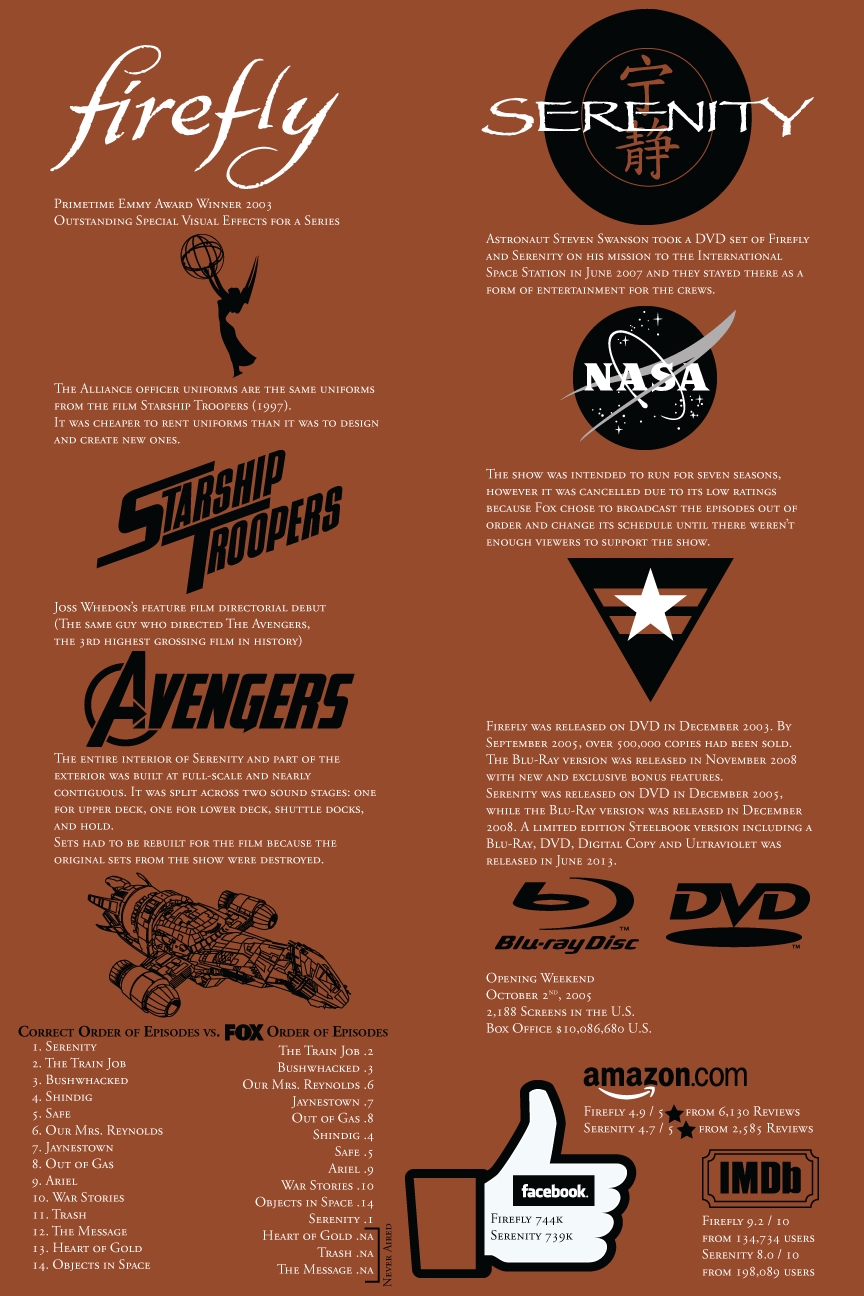 firefly
Primetime Emmy Award Winner 2003
Outstanding Special Visual Effects for a Series
The Alliance officer uniforms are the same uniforms
from the film Starship Troopers (1997).
It was cheaper to rent uniforms than it was to design
and create new ones.
STARSHIP
TROOPERS
Joss Whedon's feature film directorial debut
(The same guy who directed The Avengers,
the 3rd highest grossing film in history)
AVENGERS
The entire interior of Serenity and part of the
exterior was built at full-scale and nearly
contiguous. It was split across two sound stages: one
for upper deck, one for lower deck, shuttle docks,
and hold.
Sets had to be rebuilt for the film because the
original sets from the show were destroyed.
Correct Order of Episodes vs. FOX Order of Episodes
1. Serenity
2. The Train Job
3. Bushwhacked
4. Shindig
5. Safe
6. Our Mrs. Reynolds
7. Jaynestown
8. Out of Gas
9. Ariel
10. War Stories
11. Trash
12. The Message
13. Heart of Gold
14. Objects in Space
The Train Job .2
Bushwhacked .3
Our Mrs. Reynolds .6
Jaynestown .7
Out of Gas .8
Shindig .4
Safe .5
Ariel .9
War Stories .10
Objects in Space .14
Serenity .1
Heart of Gold .na
Trash .na
The Message .na
Never Aired
宁
SERENITY
静
Astronaut Steven Swanson took a DVD set of Firefly
and Serenity on his mission to the International
Space Station in June 2007 and they stayed there as a
form of entertainment for the crews.
NASA
The show was intended to run for seven seasons,
however it was cancelled due to its low ratings
because Fox chose to broadcast the episodes out of
order and change its schedule until there weren't
enough viewers to support the show.
Firefly was released on DVD in December 2003. By
September 2005, over 500,000 copies had been sold.
The Blu-Ray version was released in November 2008
with new and exclusive bonus features.
Serenity was released on DVD in December 2005,
while the Blu-Ray version was released in December
2008. A limited edition Steelbook version including a
Blu-Ray, DVD, Digital Copy and Ultraviolet was
released in June 2013.
Blu-ray Disc™
DVD™
Opening Weekend
October 2nd, 2005
2,188 Screens in the U.S.
Box Office $10,086,680 U.S.
amazon.com
Firefly 4.9 / 5 ★ from 6,130 Reviews
Serenity 4.7 / 5 ★ from 2,585 Reviews
facebook.
Firefly 744k
Serenity 739k
IMDb
Firefly 9.2 / 10
from 134,734 users
Serenity 8.0 / 10
from 198,089 users